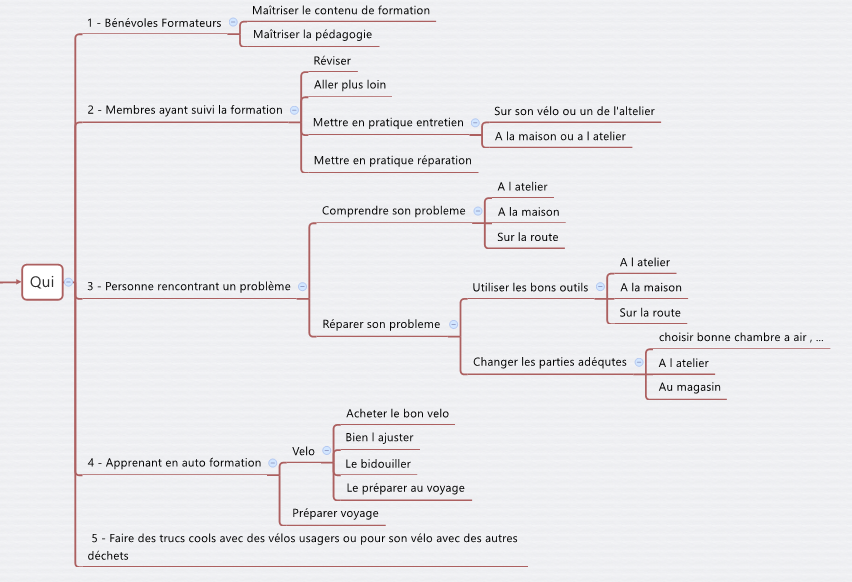 Qui
1 - Bénévoles Formateurs
Maîtriser le contenu de formation
Maîtriser la pédagogie
2 - Membres ayant suivi la formation
Réviser
Aller plus loin
Mettre en pratique entretien
Sur son vélo ou un de l'altelier
A la maison ou a l atelier
Mettre en pratique réparation
3 - Personne rencontrant un problème
Comprendre son probleme
A l atelier
A la maison
Sur la route
Réparer son probleme
Utiliser les bons outils
A l atelier
A la maison
Sur la route
Changer les parties adéqutes
choisir bonne chambre a air , ...
A l atelier
Au magasin
4 - Apprenant en auto formation
Velo
Acheter le bon velo
Bien l ajuster
Le bidouiller
Le préparer au voyage
Préparer voyage
5 - Faire des trucs cools avec des vélos usagers ou pour son vélo avec des autres
déchets